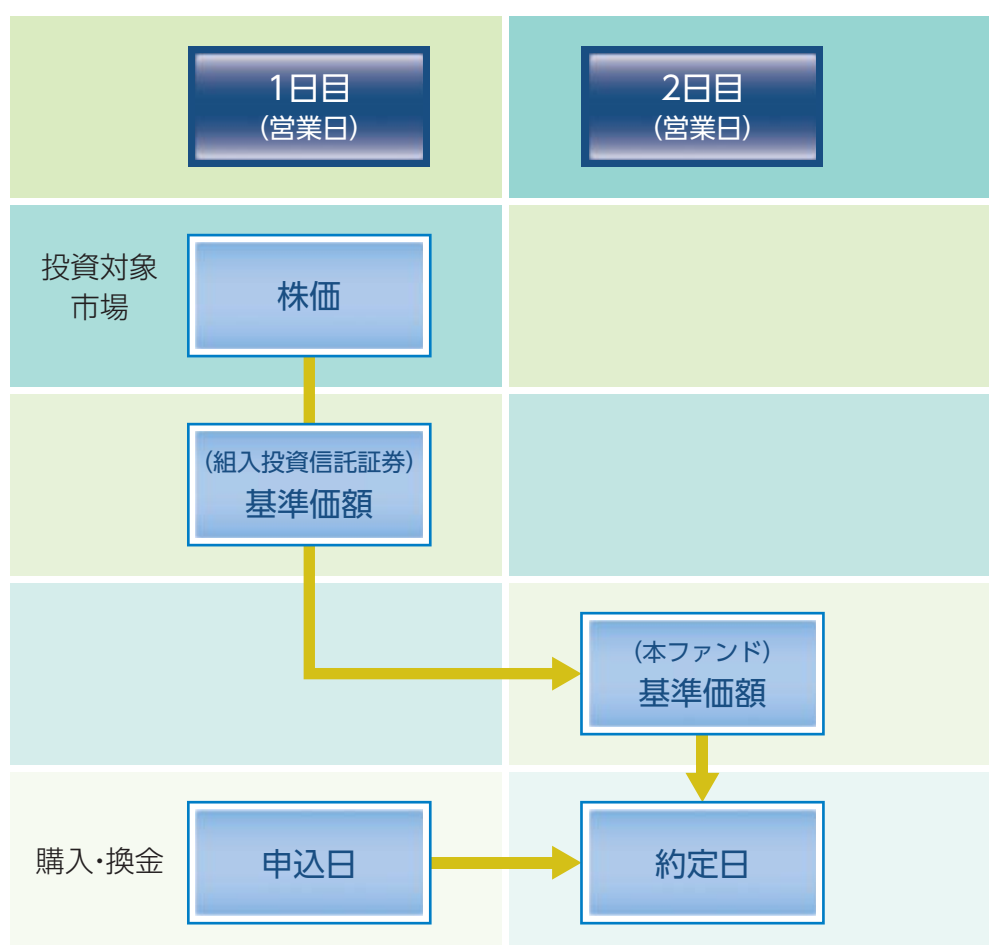 1日目
(営業日)
2日目
(営業日)
投資対象
市場
株価
(組入投資信託証券)
基準価額
(本ファンド)
基準価額
購入・換金
申込日
約定日